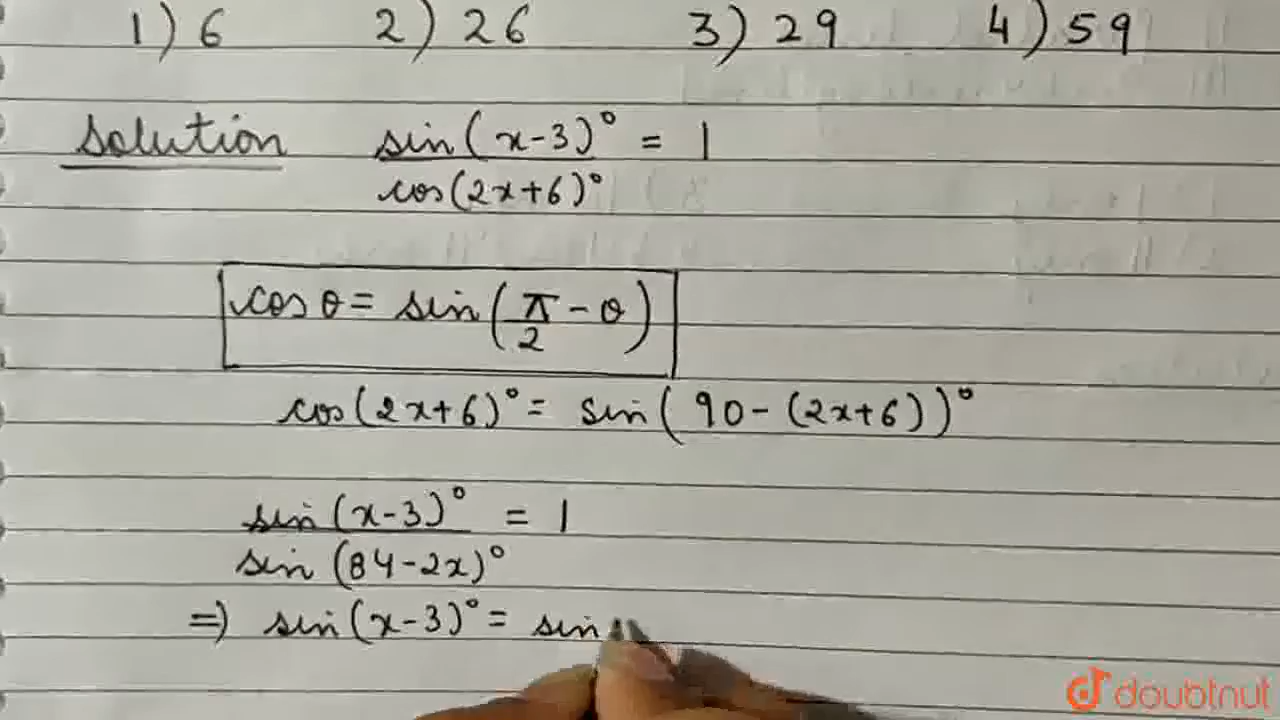 1) 6 2) 26 3) 29 4) 59
Solution sin(x-3)° = 1
cos(2x+6)°
cos θ = sin(π/2 - θ)
cos(2x+6)° = sin(90-(2x+6))°
sin(x-3)° = 1
sin(84-2x)°
⇒) sin(x-3)° = sin
doubtnut